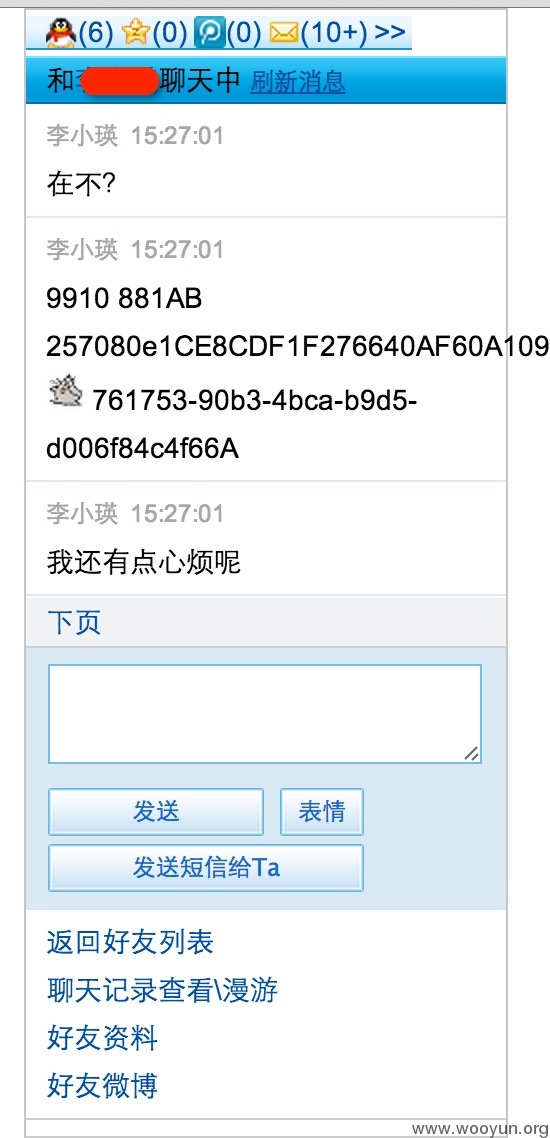 (6) (0) (0) (10+) >>
和 聊天中 刷新消息
李小瑛 15:27:01
在不?
李小瑛 15:27:01
9910 881AB
257080e1CE8CDF1F276640AF60A109
761753-90b3-4bca-b9d5-
d006f84c4f66A
李小瑛 15:27:01
我还有点心烦呢
下页
发送 表情
发送短信给Ta
返回好友列表
聊天记录查看\漫游
好友资料
好友微博
www.wooyun.org